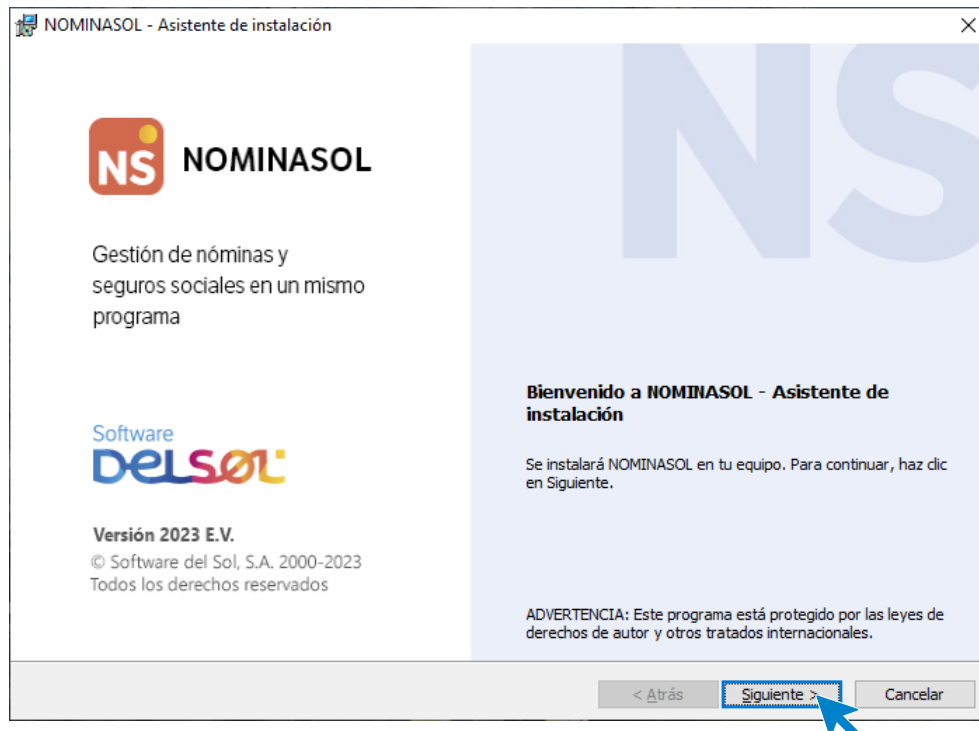 NOMINASOL - Asistente de instalación
NS
NS
NOMINASOL
Gestión de nóminas y
seguros sociales en un mismo
programa
Software
DELSOL
Versión 2023 E.V.
© Software del Sol, S.A. 2000-2023
Todos los derechos reservados
Bienvenido a NOMINASOL - Asistente de
instalación
Se instalará NOMINASOL en tu equipo. Para continuar, haz clic
en Siguiente.
ADVERTENCIA: Este programa está protegido por las leyes de
derechos de autor y otros tratados internacionales.
< Atrás
Siguiente >
Cancelar